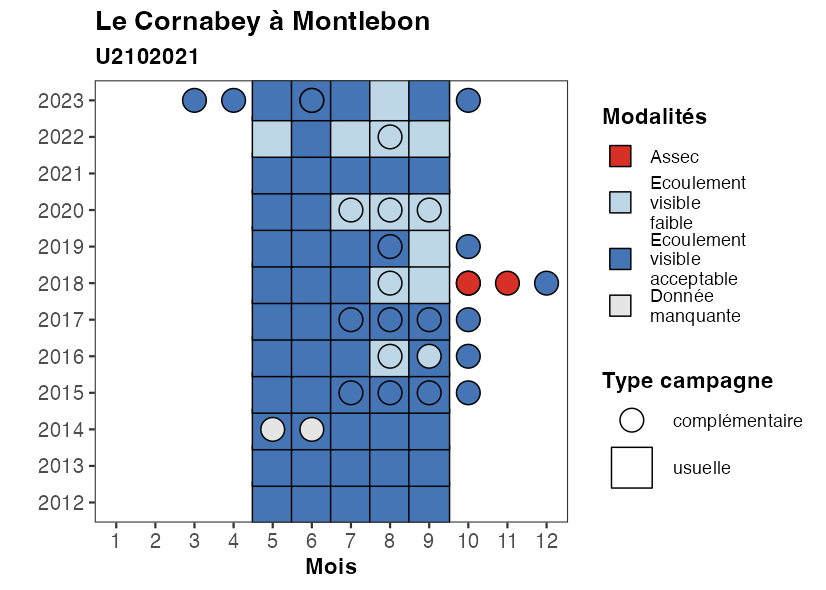 Le Cornabey à Montlebon
U2102021
2023
2022
2021
2020
2019
2018
2017
2016
2015
2014
2013
2012
1 2 3 4 5 6 7 8 9 10 11 12
Mois
Modalités
Assec
Ecoulement
visible
faible
Ecoulement
visible
acceptable
Donnée
manquante
Type campagne
complémentaire
usuelle